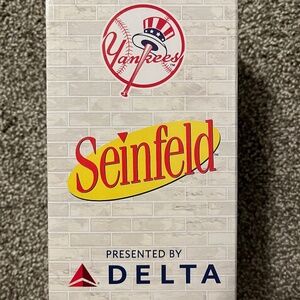 Yankees
Seinfeld
PRESENTED BY
DELTA